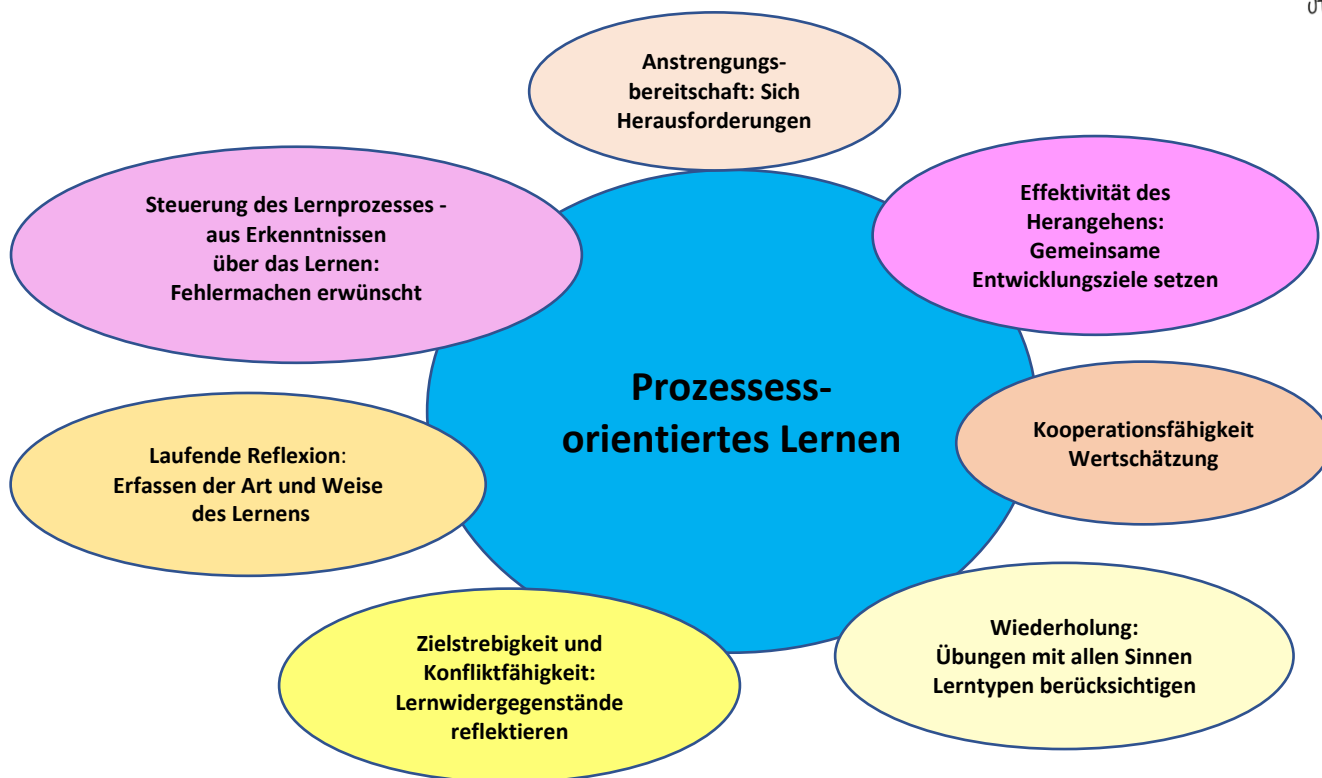 Anstrengungs-
bereitschaft: Sich
Herausforderungen
Steuerung des Lernprozesses -
aus Erkenntnissen
über das Lernen:
Fehlermachen erwünscht
Effektivität des
Herangehens:
Gemeinsame
Entwicklungsziele setzen
Prozessess-
orientiertes Lernen
Kooperationsfähigkeit
Wertschätzung
Laufende Reflexion:
Erfassen der Art und Weise
des Lernens
Zielstrebigkeit und
Konfliktfähigkeit:
Lernwidergegenstände
reflektieren
Wiederholung:
Übungen mit allen Sinnen
Lerntypen berücksichtigen